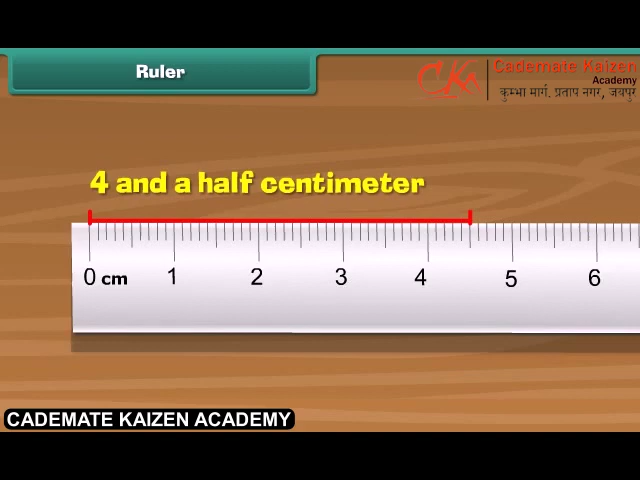 Ruler
Cademate Kaizen
Academy
कुम्भा मार्ग. प्रताप नगर, जयपुर
CKA
4 and a half centimeter
0 cm 1 2 3 4 5 6
CADEMATE KAIZEN ACADEMY